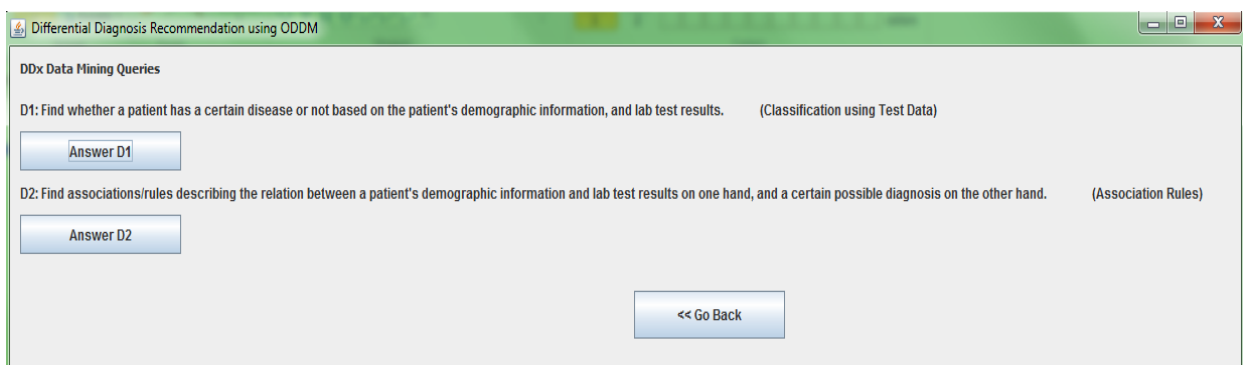 Differential Diagnosis Recommendation using ODDM
DDx Data Mining Queries
D1: Find whether a patient has a certain disease or not based on the patient's demographic information, and lab test results. (Classification using Test Data)
Answer D1
D2: Find associations/rules describing the relation between a patient's demographic information and lab test results on one hand, and a certain possible diagnosis on the other hand. (Association Rules)
Answer D2
<< Go Back